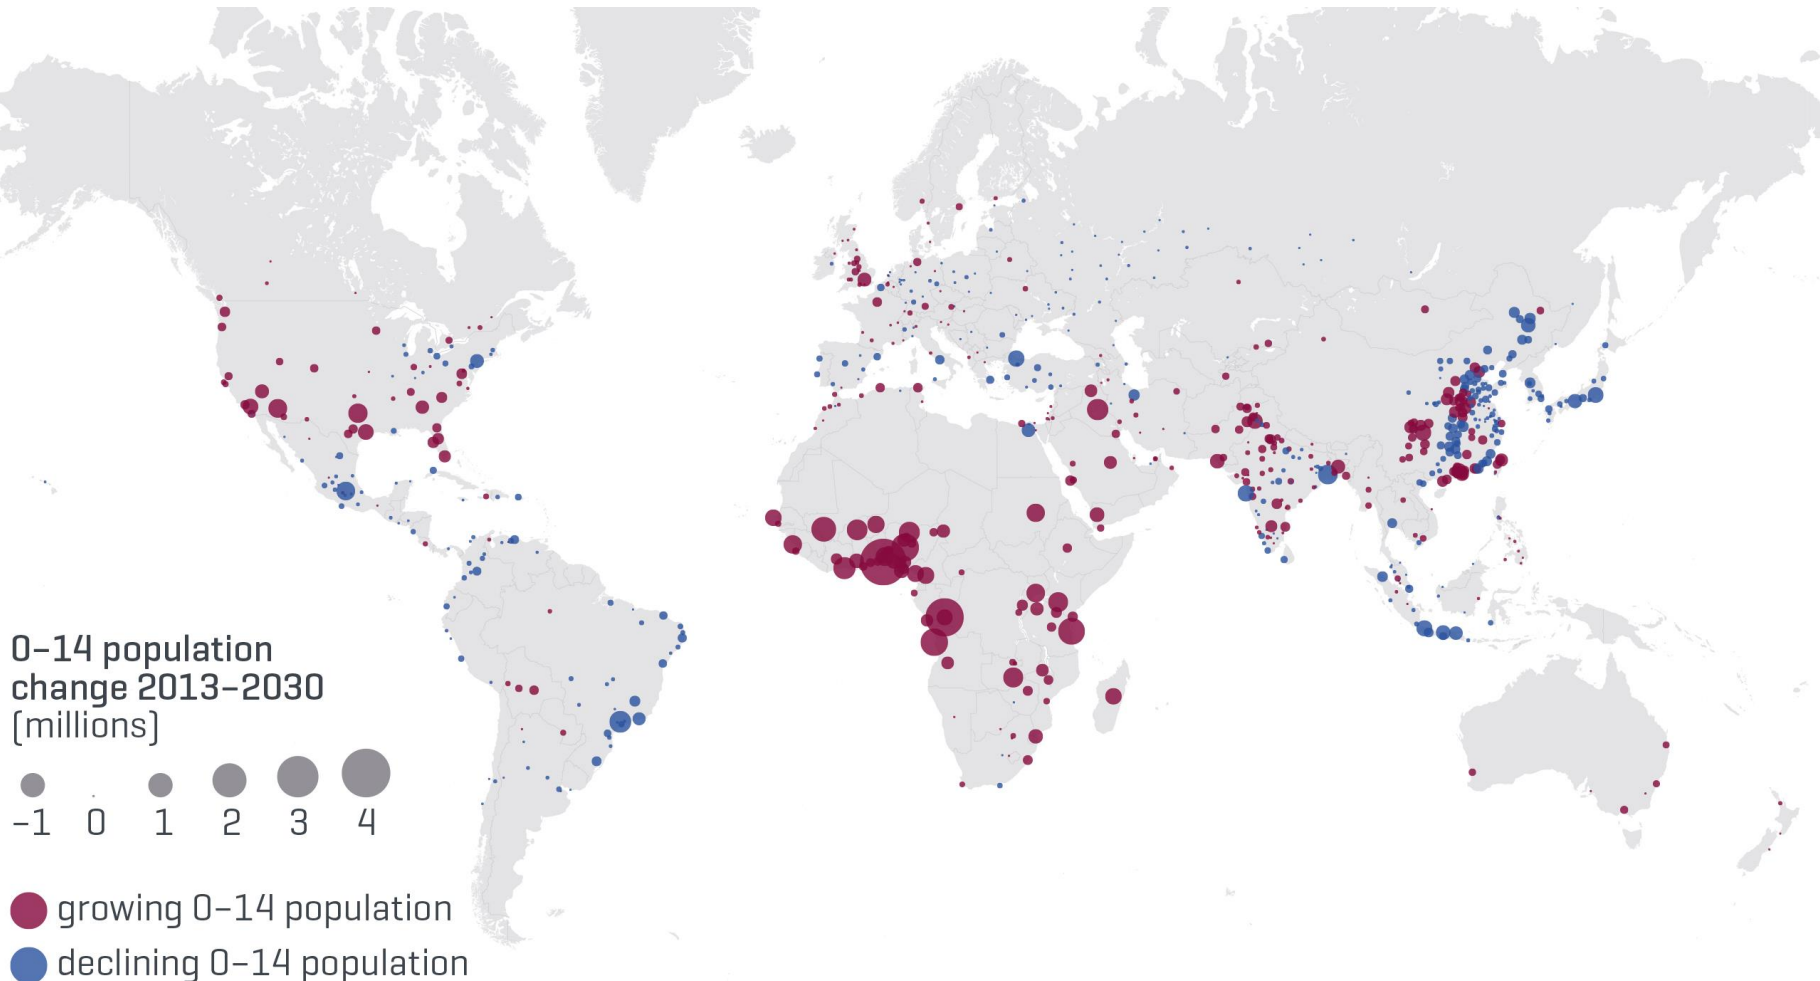 0–14 population
change 2013–2030
(millions)
–1 0 1 2 3 4
growing 0–14 population
declining 0–14 population